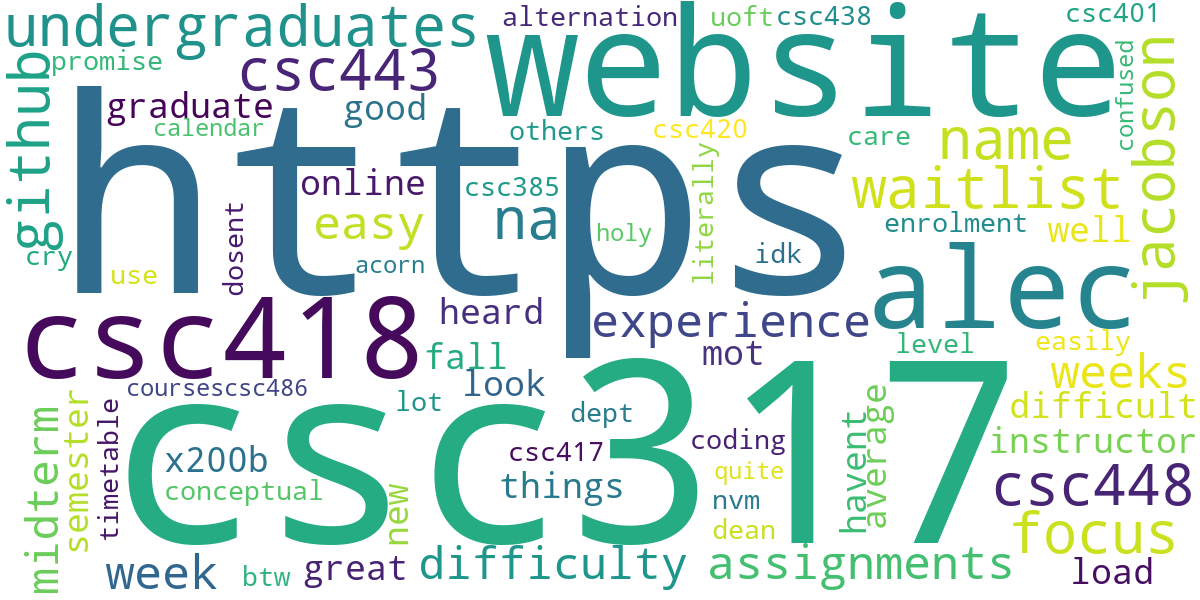 undergraduates
alternation
uoft
csc438
csc401
promise
csc443
website
github
graduate
good
calendar
others
csc420
care
name
confused
jacobson
https
online
csc385
literally
waitlist
easy
na
enrolment
well
dosent
holy
cry
use
acorn
idk
alec
csc418
heard
experience
fall
mot
level
easily
look
weeks
coursescsc486
lot
dept
difficult
midterm
semester
timetable
csc317
x200b
csc417
coding
havent
average
instructor
conceptual
new
things
quite
nvm
csc448
dean
focus
week
btw
great
difficulty
assignments
load